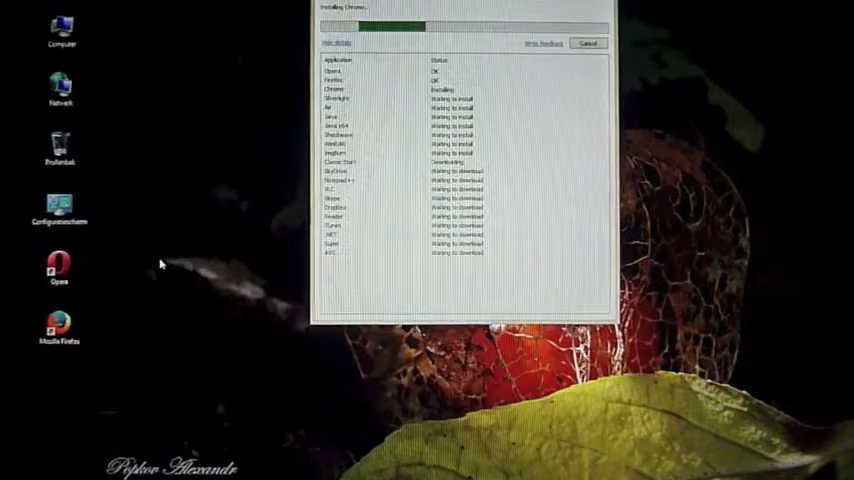 Installing Chrome..
Hide details
Write feedback
Cancel
Application Status
Opera OK
Firefox OK
Chrome Installing
Silverlight Waiting to install
Air Waiting to install
Java Waiting to install
Java x64 Waiting to install
Shockwave Waiting to install
WinRAR Waiting to install
ImgBurn Waiting to install
Classic Start Downloading
SkyDrive Waiting to download
Notepad++ Waiting to download
VLC Waiting to download
Skype Waiting to download
Dropbox Waiting to download
Reader Waiting to download
iTunes Waiting to download
.NET Waiting to download
Super Waiting to download
AVG Waiting to download
Computer
Network
Prullenbak
Configuratiescherm
Opera
Mozilla Firefox
Popkov Alexandr